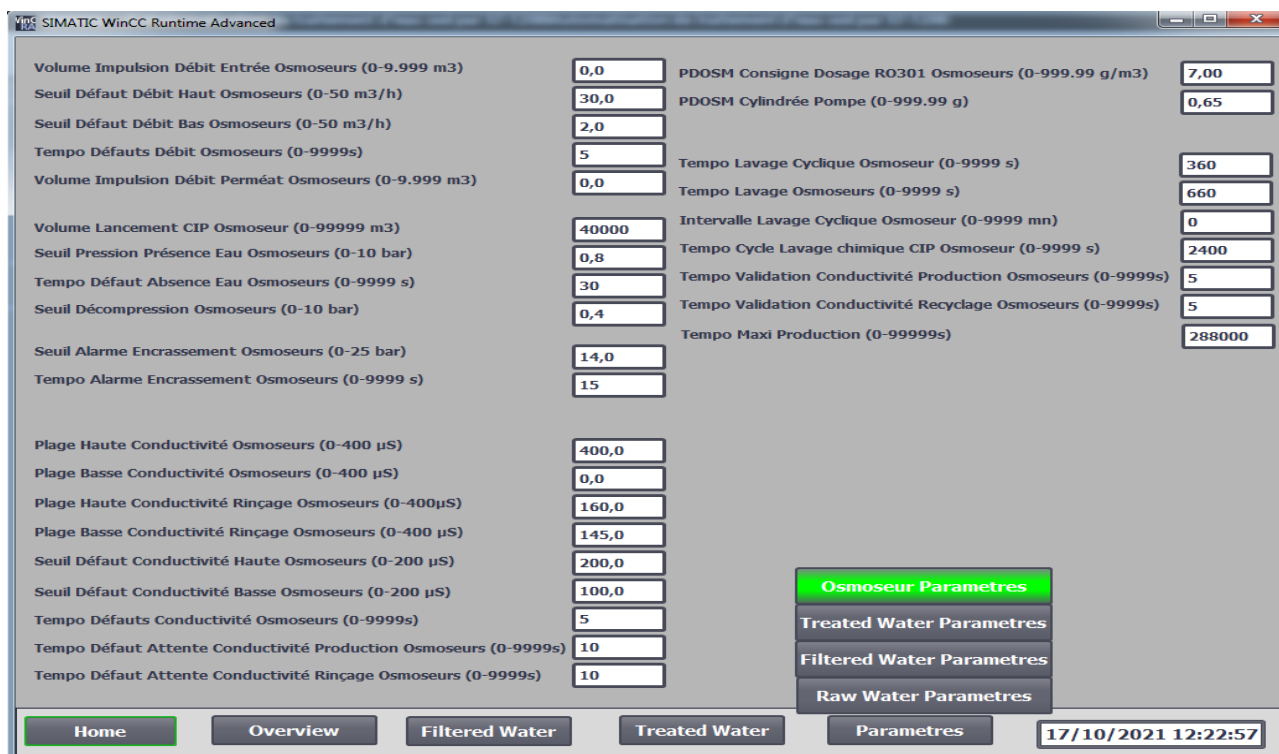 SIMATIC WinCC Runtime Advanced
Volume Impulsion Débit Entrée Osmoseurs (0-9.999 m3) 0,0
Seuil Défaut Débit Haut Osmoseurs (0-50 m3/h) 30,0
Seuil Défaut Débit Bas Osmoseurs (0-50 m3/h) 2,0
Tempo Défauts Débit Osmoseurs (0-9999s) 5
Volume Impulsion Débit Perméat Osmoseurs (0-9.999 m3) 0,0
Volume Lancement CIP Osmoseur (0-99999 m3) 40000
Seuil Pression Présence Eau Osmoseurs (0-10 bar) 0,8
Tempo Défaut Absence Eau Osmoseurs (0-9999 s) 30
Seuil Décompression Osmoseurs (0-10 bar) 0,4
Seuil Alarme Encrassement Osmoseurs (0-25 bar) 14,0
Tempo Alarme Encrassement Osmoseurs (0-9999 s) 15
Plage Haute Conductivité Osmoseurs (0-400 µS) 400,0
Plage Basse Conductivité Osmoseurs (0-400 µS) 0,0
Plage Haute Conductivité Rinçage Osmoseurs (0-400µS) 160,0
Plage Basse Conductivité Rinçage Osmoseurs (0-400 µS) 145,0
Seuil Défaut Conductivité Haute Osmoseurs (0-200 µS) 200,0
Seuil Défaut Conductivité Basse Osmoseurs (0-200 µS) 100,0
Tempo Défauts Conductivité Osmoseurs (0-9999s) 5
Tempo Défaut Attente Conductivité Production Osmoseurs (0-9999s) 10
Tempo Défaut Attente Conductivité Rinçage Osmoseurs (0-9999s) 10
PDOSM Consigne Dosage RO301 Osmoseurs (0-999.99 g/m3) 7,00
PDOSM Cylindrée Pompe (0-999.99 g) 0,65
Tempo Lavage Cyclique Osmoseur (0-9999 s) 360
Tempo Lavage Osmoseurs (0-9999 s) 660
Intervalle Lavage Cyclique Osmoseur (0-9999 mn) 0
Tempo Cycle Lavage chimique CIP Osmoseur (0-9999 s) 2400
Tempo Validation Conductivité Production Osmoseurs (0-9999s) 5
Tempo Validation Conductivité Recyclage Osmoseurs (0-9999s) 5
Tempo Maxi Production (0-99999s) 288000
Osmoseur Parametres
Treated Water Parametres
Filtered Water Parametres
Raw Water Parametres
Home Overview Filtered Water Treated Water Parametres 17/10/2021 12:22:57